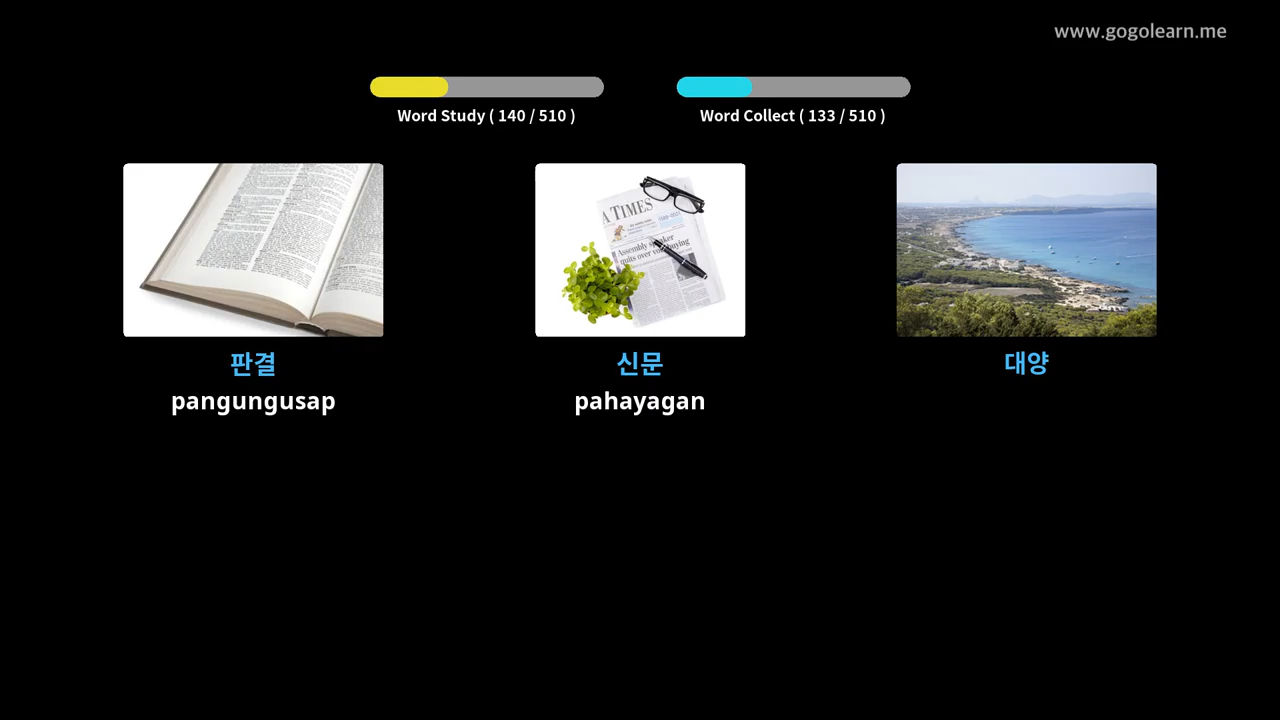 www.gogolearn.me
Word Study ( 140 / 510 )
Word Collect ( 133 / 510 )
A TIMES
판결
신문
대양
pangungusap
pahayagan